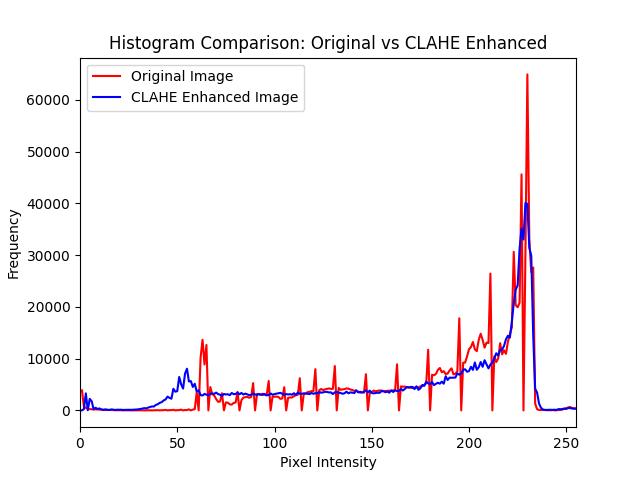 Histogram Comparison: Original vs CLAHE Enhanced
Original Image
CLAHE Enhanced Image
Frequency
60000
50000
40000
30000
20000
10000
0
0 50 100 150 200 250
Pixel Intensity